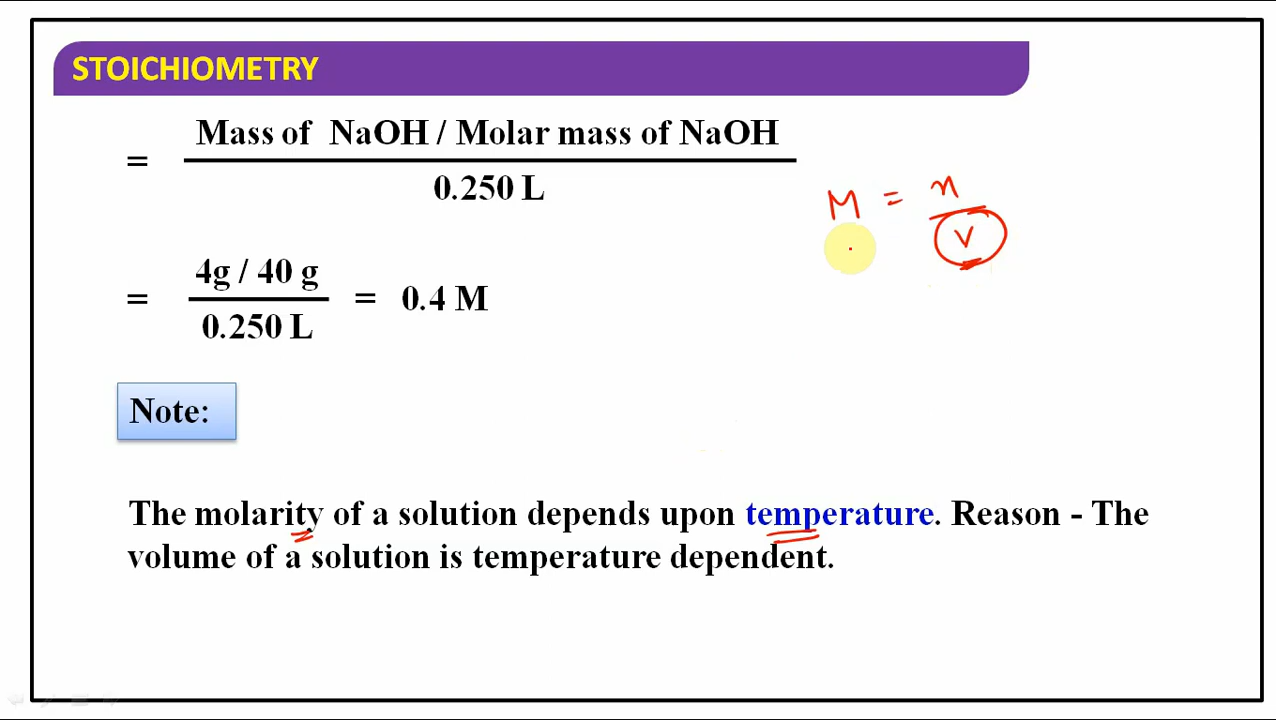 STOICHIOMETRY
Mass of NaOH / Molar mass of NaOH
=
0.250 L
M = n
V
4g / 40 g
= = 0.4 M
0.250 L
Note:
The molarity of a solution depends upon temperature. Reason - The
volume of a solution is temperature dependent.